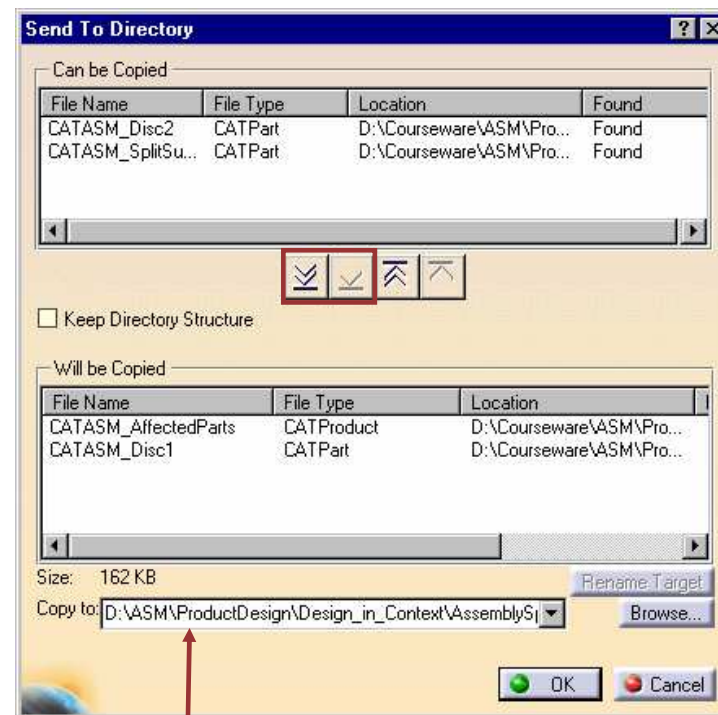 Send To Directory
Can be Copied
File Name File Type Location Found
CATASM_Disc2 CATPart D:\Courseware\ASM\Pro... Found
CATASM_SplitSu... CATPart D:\Courseware\ASM\Pro... Found
Keep Directory Structure
Will be Copied
File Name File Type Location
CATASM_AffectedParts CATProduct D:\Courseware\ASM\Pro...
CATASM_Disc1 CATPart D:\Courseware\ASM\Pro...
Size: 162 KB Rename Target
Copy to: D:\ASM\ProductDesign\Design_in_Context\AssemblySp Browse...
OK Cancel